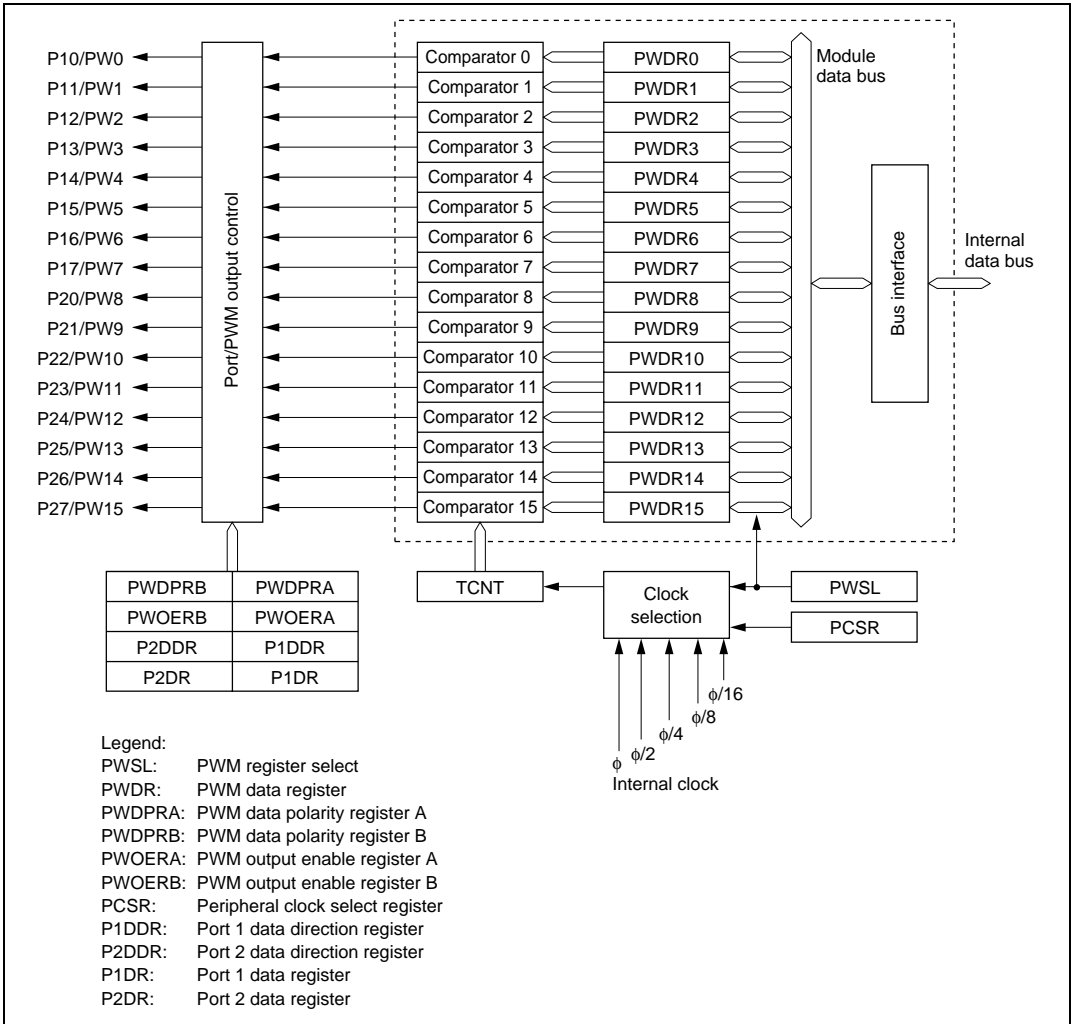 P10/PW0 Comparator 0 PWDR0 Module data bus
P11/PW1 Comparator 1 PWDR1
P12/PW2 Comparator 2 PWDR2
P13/PW3 Comparator 3 PWDR3
P14/PW4 Comparator 4 PWDR4
P15/PW5 Comparator 5 PWDR5
P16/PW6 Comparator 6 PWDR6
P17/PW7 Comparator 7 PWDR7
P20/PW8 Comparator 8 PWDR8
P21/PW9 Comparator 9 PWDR9
P22/PW10 Comparator 10 PWDR10
P23/PW11 Comparator 11 PWDR11
P24/PW12 Comparator 12 PWDR12
P25/PW13 Comparator 13 PWDR13
P26/PW14 Comparator 14 PWDR14
P27/PW15 Comparator 15 PWDR15
Port/PWM output control
Bus interface
Internal
data bus
PWDPRB PWDPRA
PWOERB PWOERA
P2DDR P1DDR
P2DR P1DR
TCNT
Clock
selection
PWSL
PCSR
ϕ/16
ϕ/8
ϕ/4
ϕ/2
ϕ
Internal clock
Legend:
PWSL: PWM register select
PWDR: PWM data register
PWDPRA: PWM data polarity register A
PWDPRB: PWM data polarity register B
PWOERA: PWM output enable register A
PWOERB: PWM output enable register B
PCSR: Peripheral clock select register
P1DDR: Port 1 data direction register
P2DDR: Port 2 data direction register
P1DR: Port 1 data register
P2DR: Port 2 data register